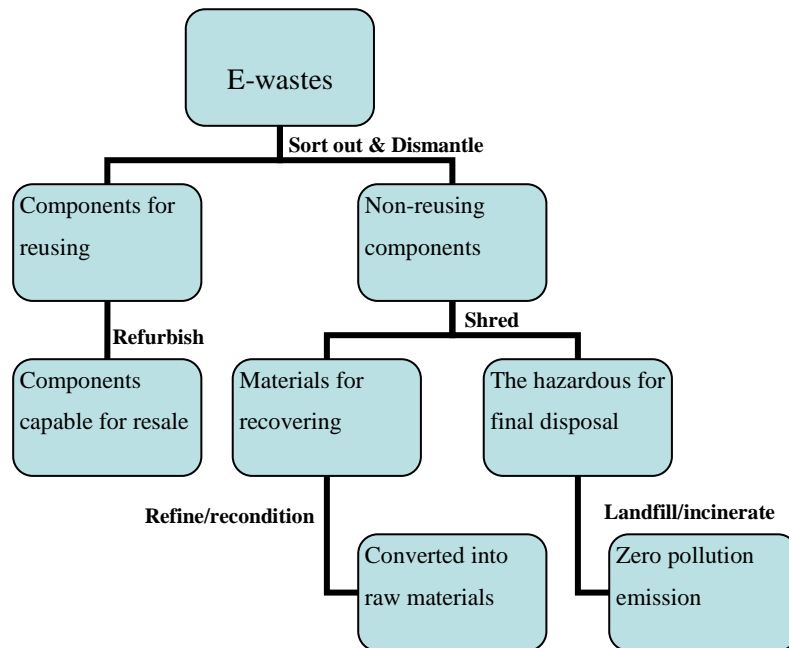 E-wastes
Sort out & Dismantle
Components for
reusing
Non-reusing
components
Refurbish
Shred
Components
capable for resale
Materials for
recovering
The hazardous for
final disposal
Refine/recondition
Landfill/incinerate
Converted into
raw materials
Zero pollution
emission